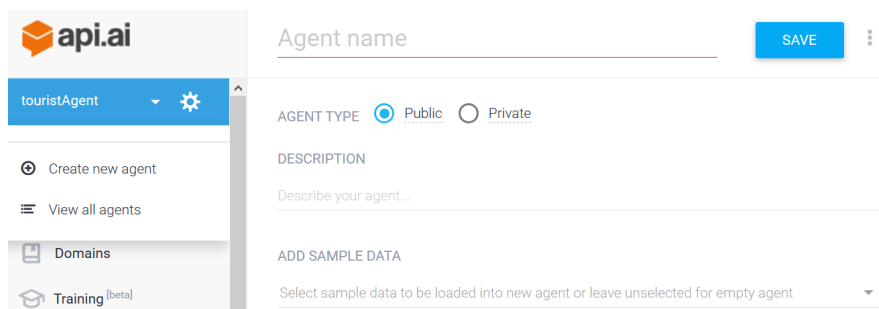 api.ai
Agent name
SAVE
touristAgent
AGENT TYPE Public Private
Create new agent
DESCRIPTION
Describe your agent...
View all agents
Domains
ADD SAMPLE DATA
Training [beta]
Select sample data to be loaded into new agent or leave unselected for empty agent